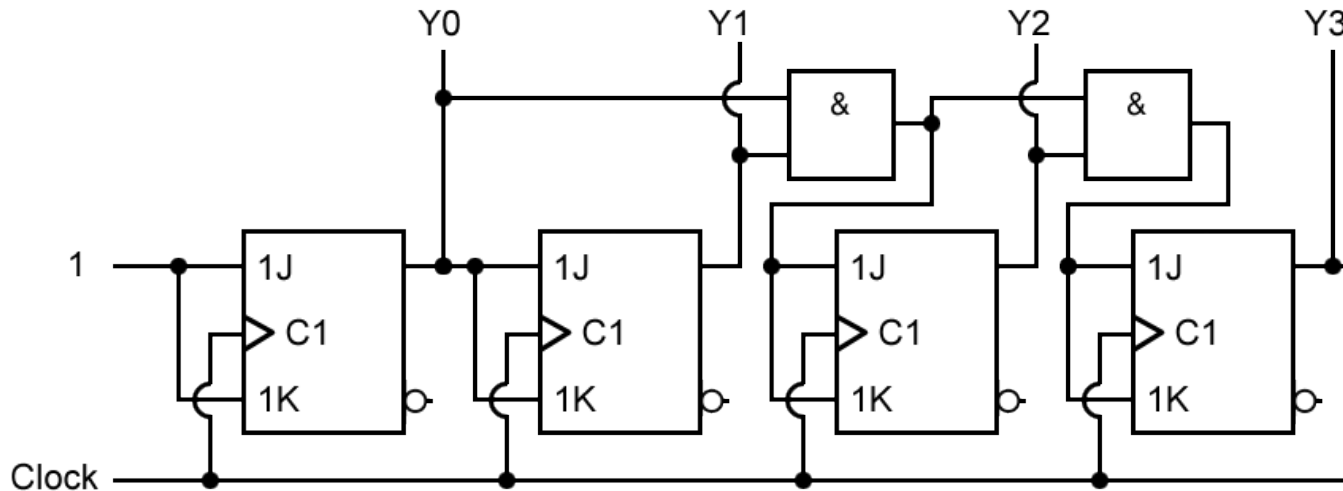 Y0 Y1 Y2 Y3
& &
1 1J 1J 1J 1J
C1 C1 C1 C1
1K 1K 1K 1K
Clock